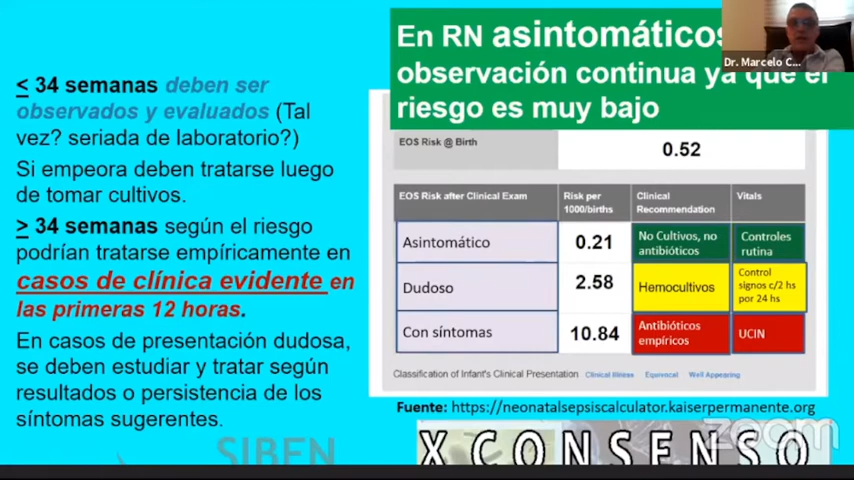 < 34 semanas deben ser
observados y evaluados (Tal
vez? seriada de laboratorio?)
Si empeora deben tratarse luego
de tomar cultivos.
> 34 semanas según el riesgo
podrían tratarse empíricamente en
casos de clínica evidente en
las primeras 12 horas.
En casos de presentación dudosa,
se deben estudiar y tratar según
resultados o persistencia de los
síntomas sugerentes.
SIBEN
En RN asintomáticos
observación continua ya que el
riesgo es muy bajo
Dr. Marcelo C...
EOS Risk @ Birth 0.52
EOS Risk after Clinical Exam Risk per 1000/births Clinical Recommendation Vitals
Asintomático 0.21 No Cultivos, no antibióticos Controles rutina
Dudoso 2.58 Hemocultivos Control signos c/2 hs por 24 hs
Con síntomas 10.84 Antibióticos empíricos UCIN
Classification of Infant's Clinical Presentation Clinical Illness Equivocal Well Appearing
Fuente: https://neonatalsepsiscalculator.kaiserpermanente.org
X CONSENSO
zoom